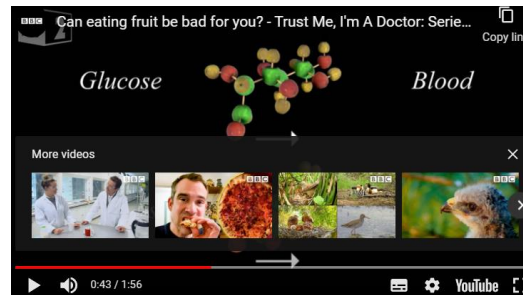 BBC Can eating fruit be bad for you? - Trust Me, I'm A Doctor: Serie...
Copy lin
Glucose Blood
More videos
BBC BBC BBC BBC
0:43 / 1:56 YouTube